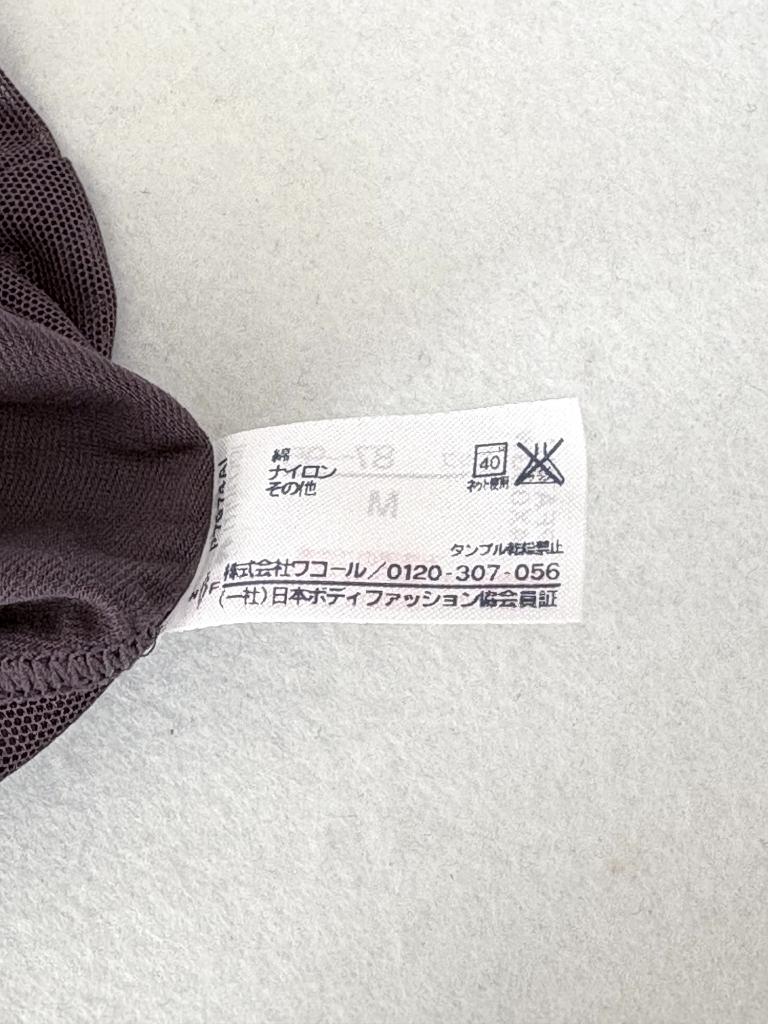 綿
ナイロン
その他
40
ネット使用
タンブル乾燥禁止
株式会社ワコール/0120-307-056
(一社)日本ボディファッション協会員証
M